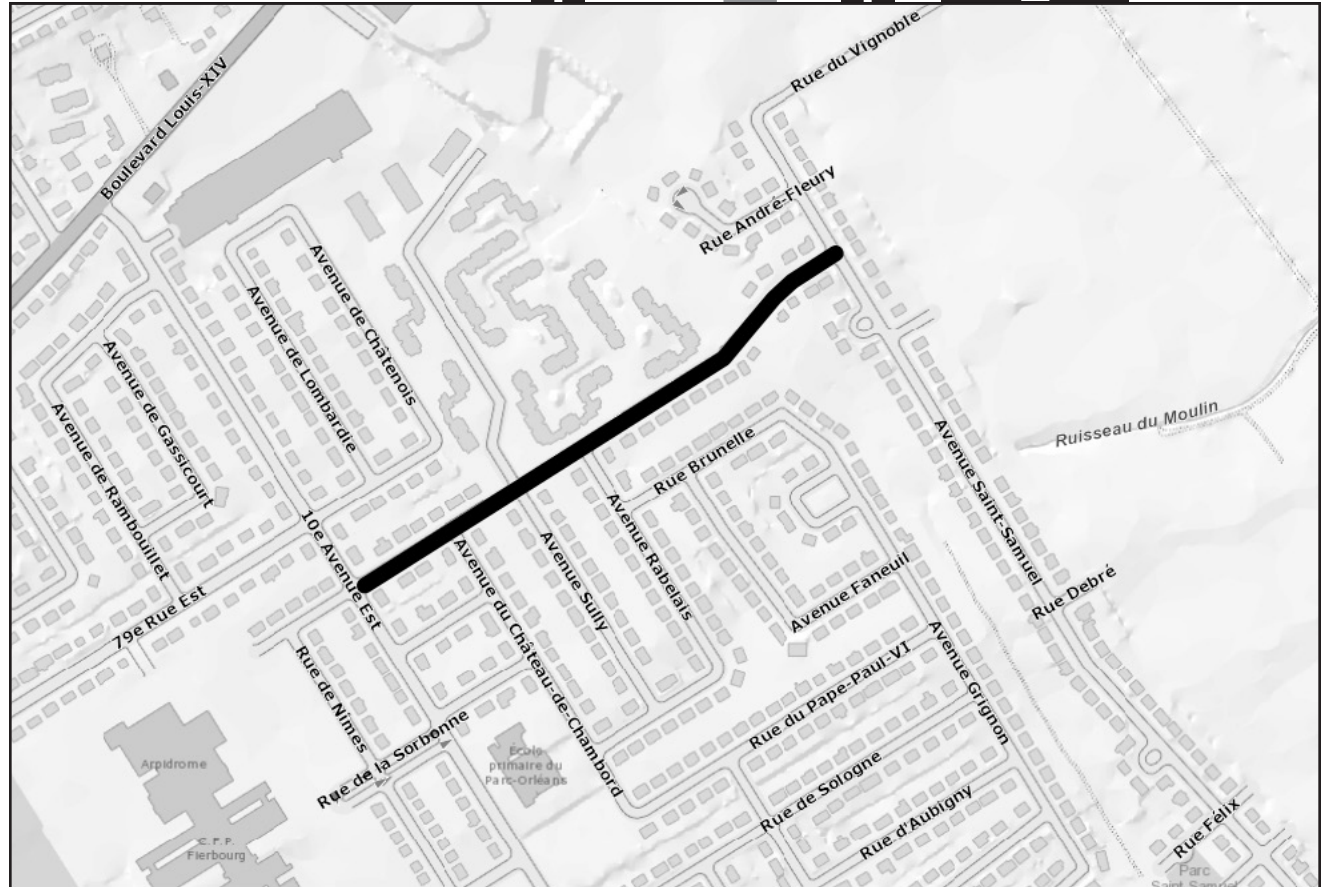 Rue du Vignoble
Boulevard Louis-XIV
Rue André-Fleury
Avenue de Châtenois
Avenue de Lombardie
Avenue de Gassicourt
Avenue de Rambouillet
Ruisseau du Moulin
Rue Brunelle
Avenue Saint-Samuel
Avenue Rabelais
10e Avenue Est
Avenue Sully
Avenue du Château-de-Chambord
79e Rue Est
Avenue Faneuil
Rue Debré
Avenue Grignon
Rue de Nimes
Rue du Pape-Paul-VI
Rue de la Sorbonne
École
primaire du
Parc-Orléans
Arpidrome
Rue de Sologne
Rue d'Aubigny
Rue Félix
C. F. P.
Fierbourg
Parc
Saint-Samuel